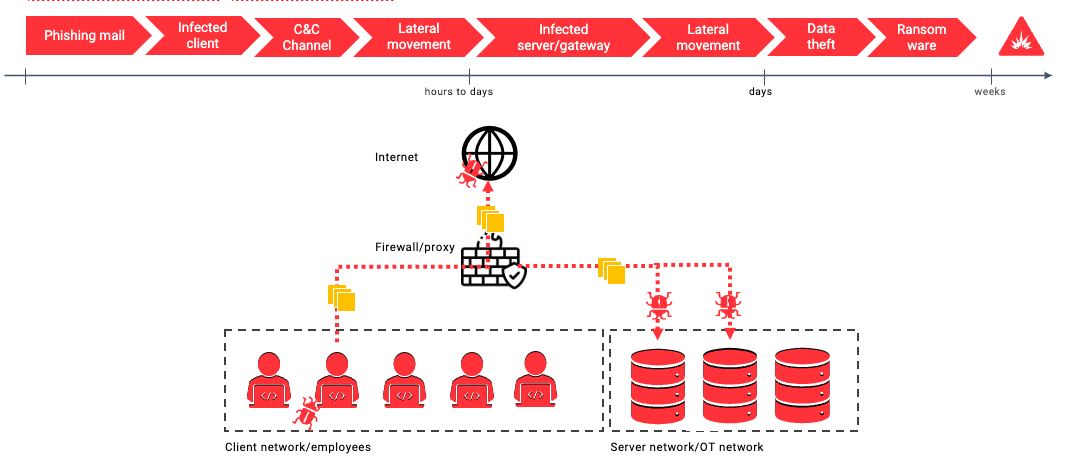 Phishing mail
Infected
client
C&C
Channel
Lateral
movement
Infected
server/gateway
Lateral
movement
Data
theft
Ransom
ware
hours to days
days
weeks
Internet
Firewall/proxy
</>
</>
</>
</>
</>
Client network/employees
Server network/OT network